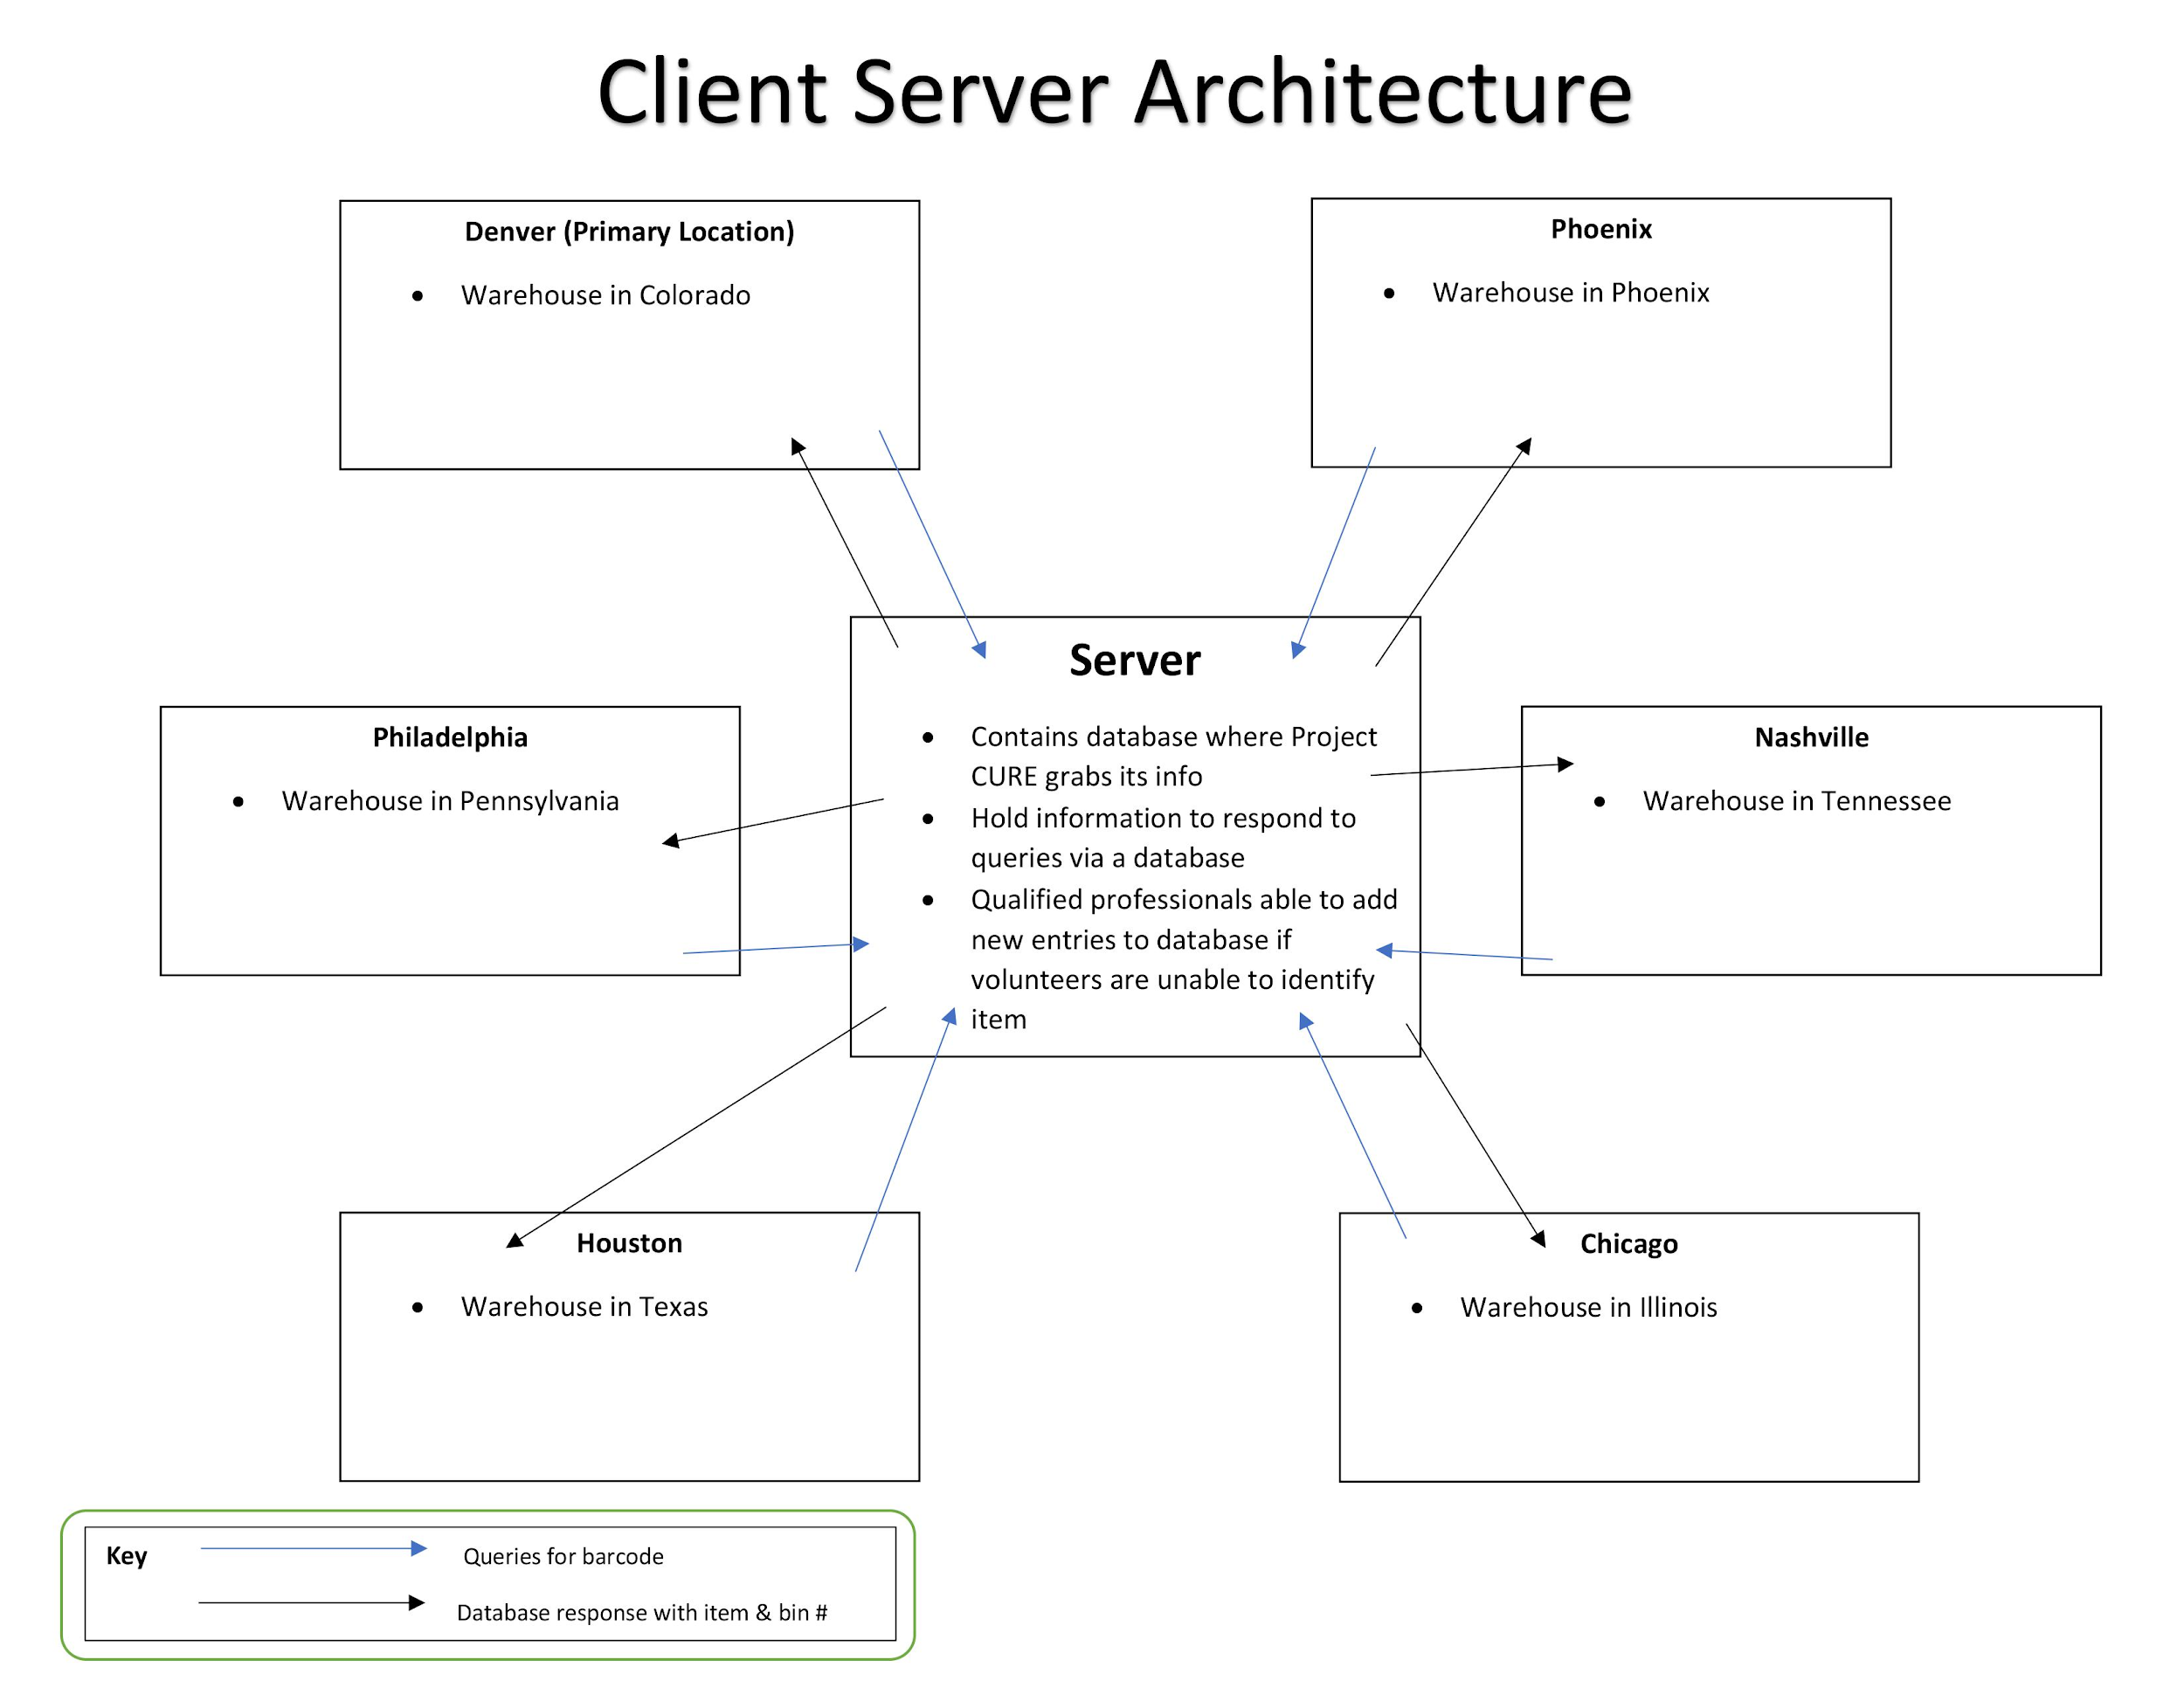 Client Server Architecture
Denver (Primary Location)
• Warehouse in Colorado
Phoenix
• Warehouse in Phoenix
Server
• Contains database where Project
CURE grabs its info
• Hold information to respond to
queries via a database
• Qualified professionals able to add
new entries to database if
volunteers are unable to identify
item
Philadelphia
• Warehouse in Pennsylvania
Nashville
• Warehouse in Tennessee
Houston
• Warehouse in Texas
Chicago
• Warehouse in Illinois
Key
Queries for barcode
Database response with item & bin #